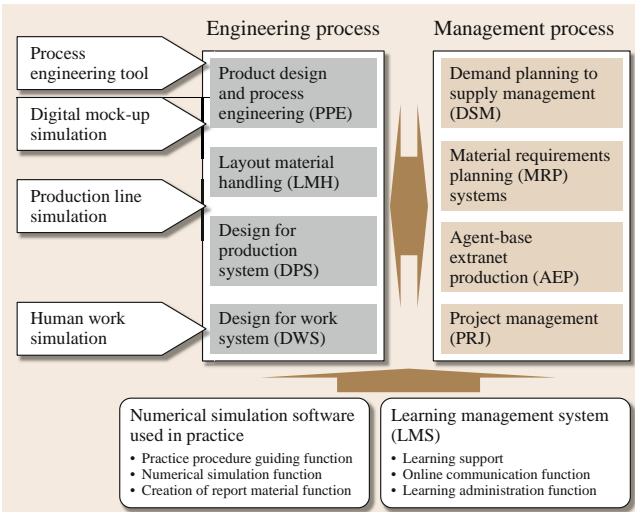 Engineering process
Management process
Process
engineering tool
Digital mock-up
simulation
Production line
simulation
Human work
simulation
Product design
and process
engineering (PPE)
Layout material
handling (LMH)
Design for
production
system (DPS)
Design for work
system (DWS)
Demand planning to
supply management
(DSM)
Material requirements
planning (MRP)
systems
Agent-base
extranet
production (AEP)
Project management
(PRJ)
Numerical simulation software
used in practice
• Practice procedure guiding function
• Numerical simulation function
• Creation of report material function
Learning management system
(LMS)
• Learning support
• Online communication function
• Learning administration function